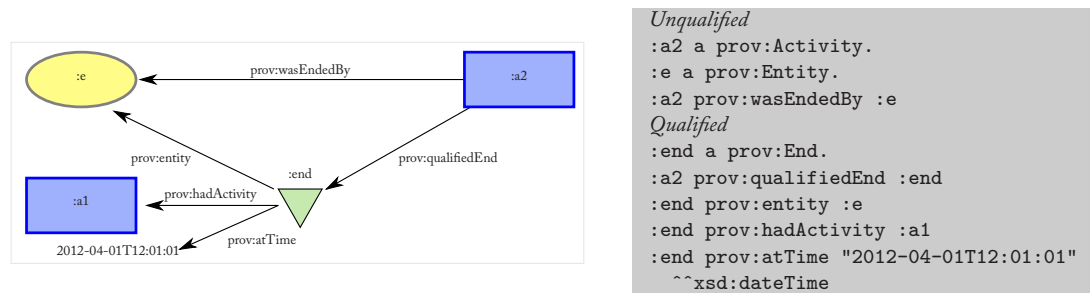 :e
prov:wasEndedBy
:a2
prov:entity
prov:qualifiedEnd
:end
:a1
prov:hadActivity
prov:atTime
2012-04-01T12:01:01
Unqualified
:a2 a prov:Activity.
:e a prov:Entity.
:a2 prov:wasEndedBy :e
Qualified
:end a prov:End.
:a2 prov:qualifiedEnd :end
:end prov:entity :e
:end prov:hadActivity :a1
:end prov:atTime "2012-04-01T12:01:01"
^^xsd:dateTime